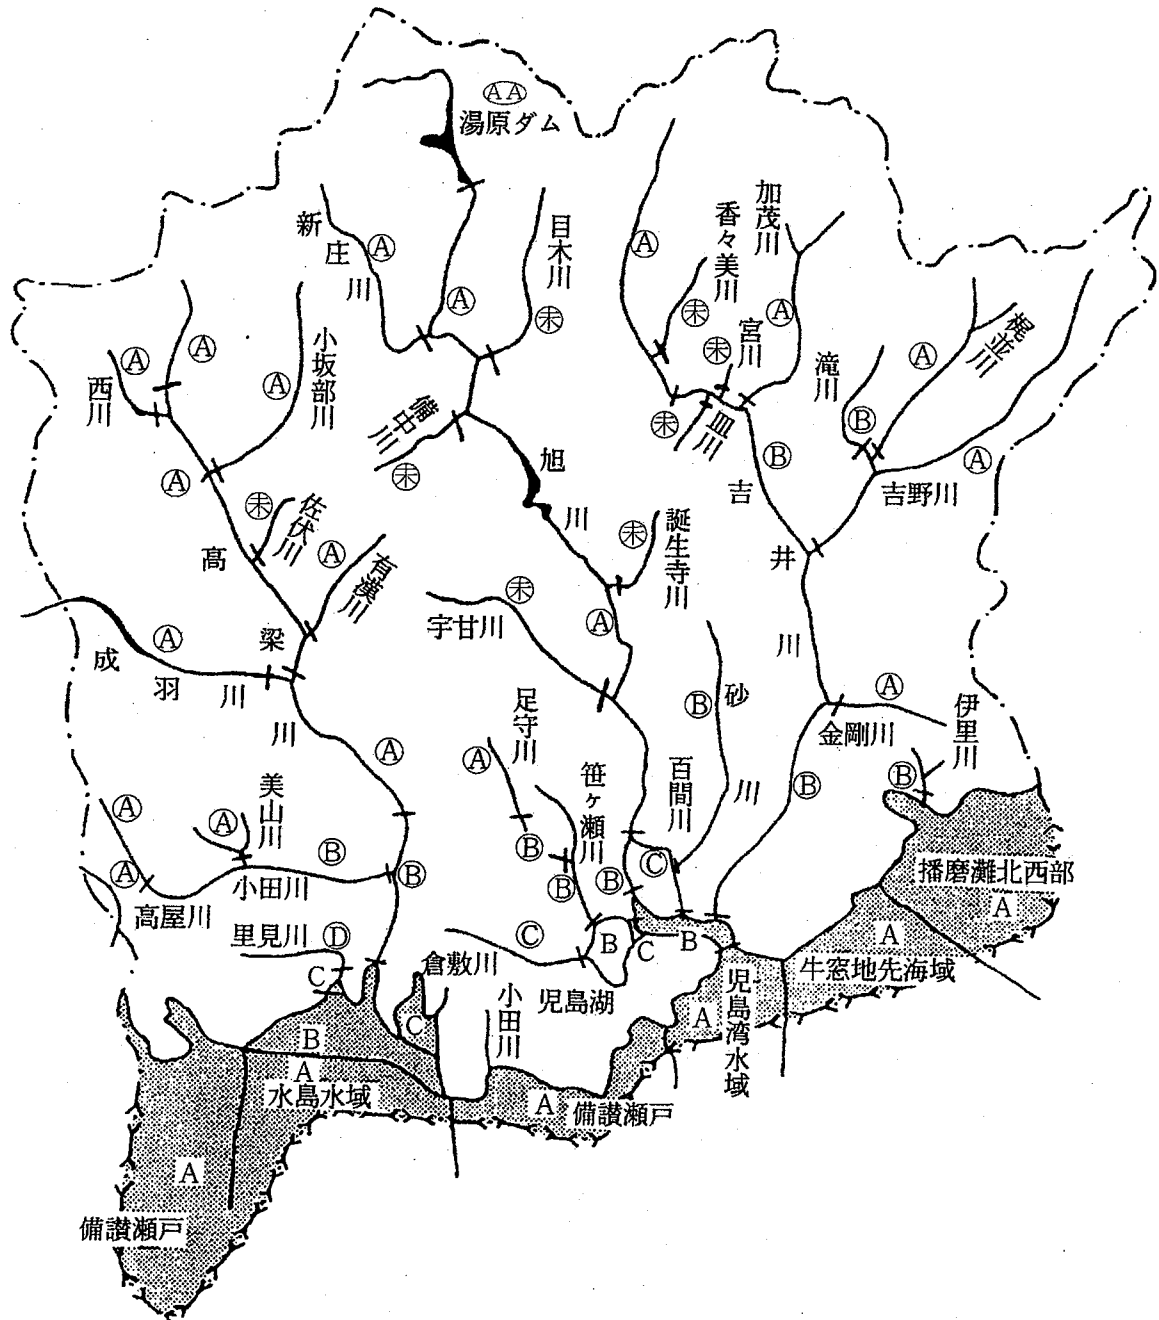 ⒶⒶ
湯原ダム
新庄川
Ⓐ
目木川
㊍
Ⓐ
Ⓐ
香々美川
加茂川
Ⓐ
宮川
皿川
滝川
Ⓑ
Ⓐ
梶並川
Ⓐ
吉野川
西川
Ⓐ
Ⓐ
小坂部川
Ⓐ
Ⓐ
備中川
未
未
未
未
未
旭川
Ⓑ
吉井川
佐伏川
未
有漢川
Ⓐ
高梁川
未
誕生寺川
未
宇甘川
Ⓐ
成羽川
Ⓐ
砂川
Ⓑ
Ⓐ
金剛川
伊里川
Ⓑ
Ⓑ
足守川
Ⓐ
Ⓑ
笹ヶ瀬川
Ⓑ
Ⓑ
百間川
Ⓒ
Ⓐ
美山川
Ⓐ
Ⓐ
Ⓑ
小田川
Ⓑ
Ⓐ
高屋川
里見川
Ⓓ
C
倉敷川
Ⓒ
B
C
B
児島湖
小田川
C
児島湾水域
播磨灘北西部
A
A
牛窓地先海域
A
B
A
水島水域
A
備讃瀬戸
A
備讃瀬戸